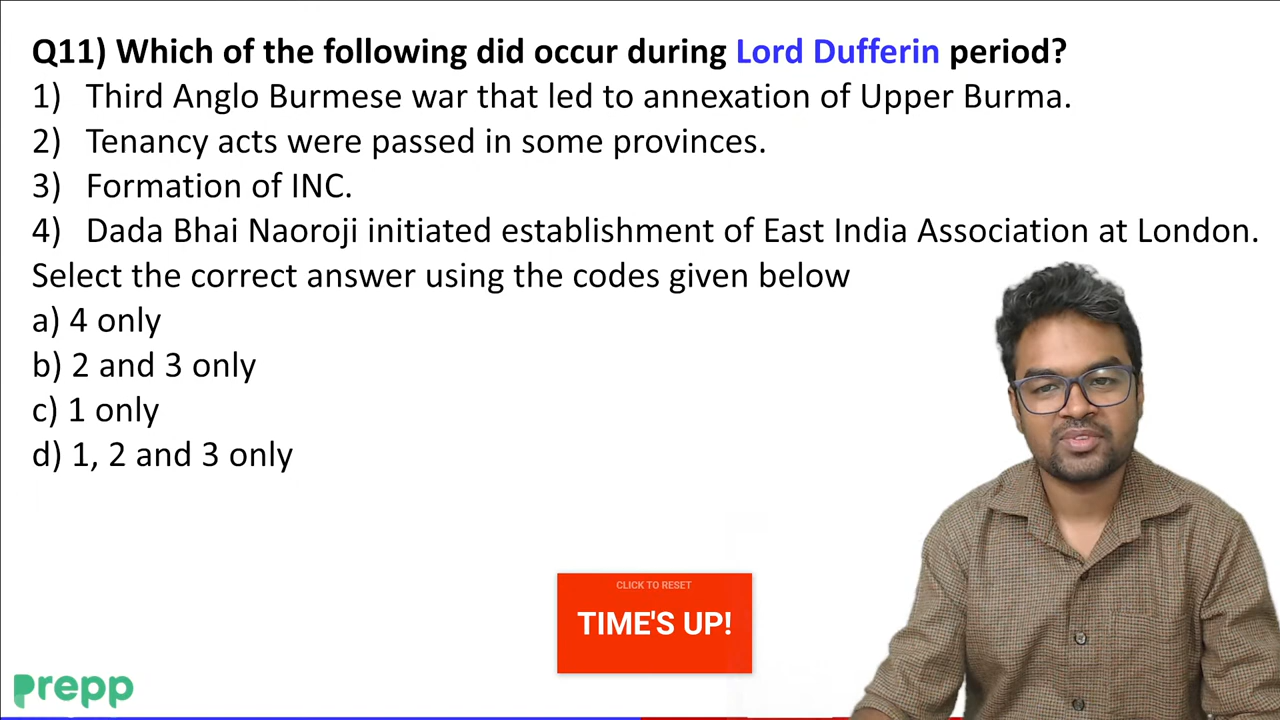 Q11) Which of the following did occur during Lord Dufferin period?
1) Third Anglo Burmese war that led to annexation of Upper Burma.
2) Tenancy acts were passed in some provinces.
3) Formation of INC.
4) Dada Bhai Naoroji initiated establishment of East India Association at London.
Select the correct answer using the codes given below
a) 4 only
b) 2 and 3 only
c) 1 only
d) 1, 2 and 3 only
CLICK TO RESET
TIME'S UP!
prepp